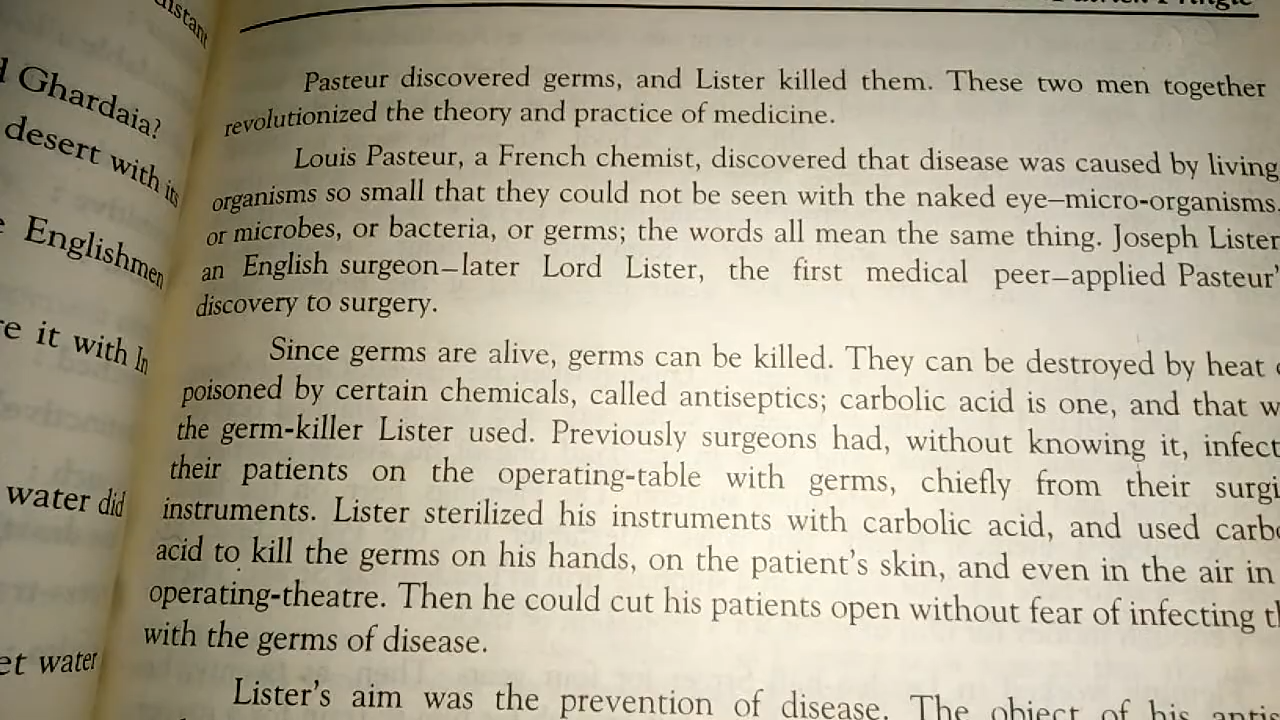 distant
Ghardaia?
desert with its
Englishmen
it with In
water did
water
Pasteur discovered germs, and Lister killed them. These two men together
revolutionized the theory and practice of medicine.
Louis Pasteur, a French chemist, discovered that disease was caused by living
organisms so small that they could not be seen with the naked eye—micro-organisms.
or microbes, or bacteria, or germs; the words all mean the same thing. Joseph Lister
an English surgeon—later Lord Lister, the first medical peer—applied Pasteur'
discovery to surgery.
Since germs are alive, germs can be killed. They can be destroyed by heat
poisoned by certain chemicals, called antiseptics; carbolic acid is one, and that w
the germ-killer Lister used. Previously surgeons had, without knowing it, infect
their patients on the operating-table with germs, chiefly from their surgi
instruments. Lister sterilized his instruments with carbolic acid, and used carb
acid to kill the germs on his hands, on the patient's skin, and even in the air in
operating-theatre. Then he could cut his patients open without fear of infecting th
with the germs of disease.
Lister's aim was the prevention of disease. The object of his antis